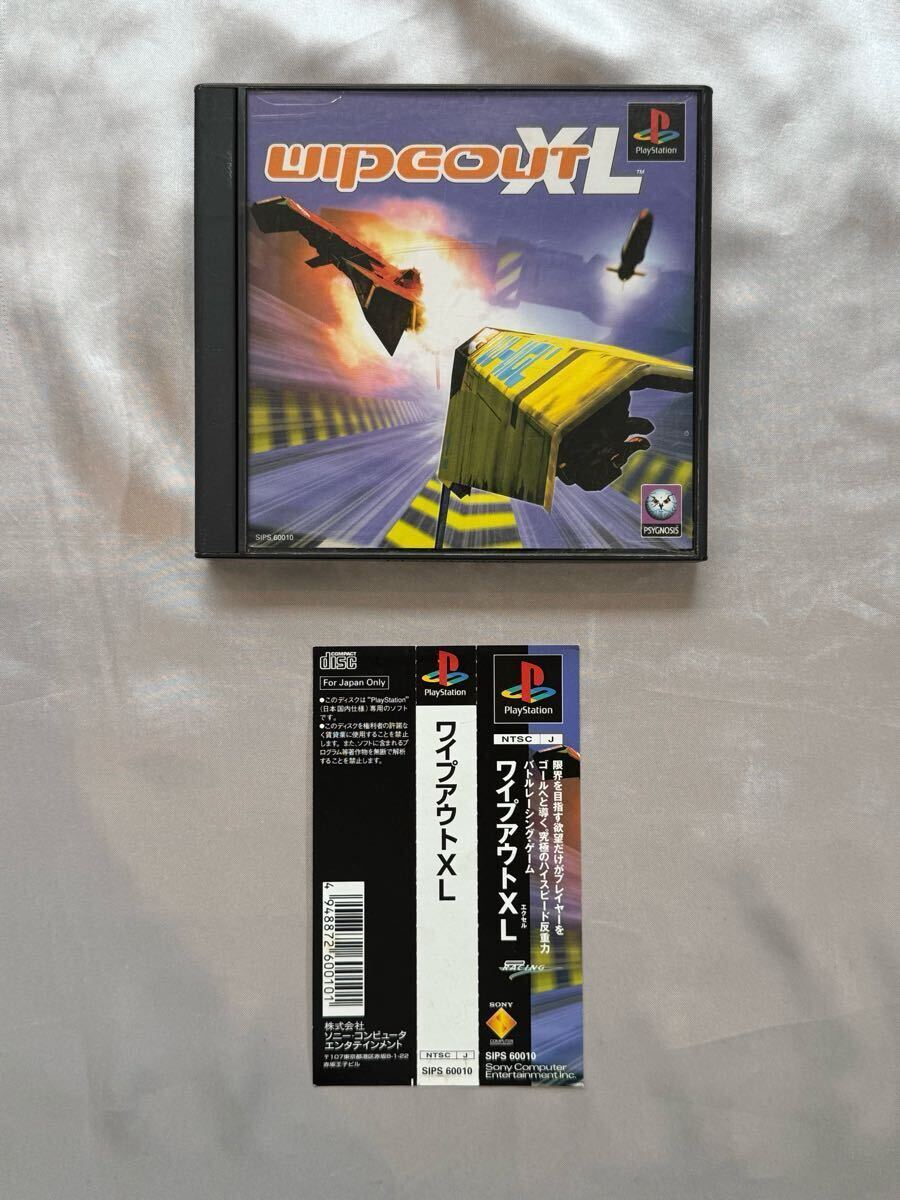 WIPEOUT XL™
PlayStation
SIPS 60010
PSYGNOSIS
COMPACT
disc
For Japan Only
●このディスクは"PlayStation"
(日本国内仕様)専用のソフト
です。
●このディスクを権利者の許諾な
く賃貸業に使用することを禁止
します。また、ソフトに含まれるプ
ログラム等著作物を無断で解析
することを禁止します。
4948872600101
株式会社
ソニー・コンピュータ
エンタテインメント
〒107東京都港区赤坂8-1-22
赤坂王子ビル
PlayStation
ワイプアウトXL
NTSC J
SIPS 60010
PlayStation
NTSC J
限界を目指す欲望だけがプレイヤーを
ゴールへと導く、究極のハイスピード反重力
バトルレーシング・ゲーム
ワイプアウトXL
エクセル
RACING
SONY
COMPUTER
ENTERTAINMENT
SIPS 60010
Sony Computer
Entertainment Inc.